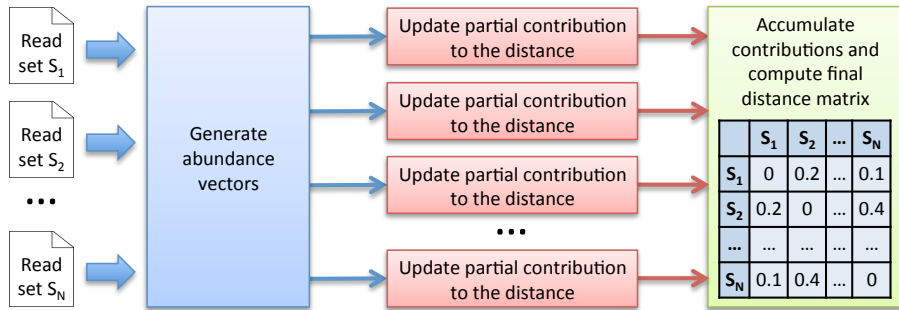 Read
set S1
Read
set S2
...
Read
set SN
Generate
abundance
vectors
Update partial contribution
to the distance
Update partial contribution
to the distance
Update partial contribution
to the distance
...
Update partial contribution
to the distance
Accumulate
contributions and
compute final
distance matrix
S1 S2 ... SN
S1 0 0.2 ... 0.1
S2 0.2 0 ... 0.4
... ... ... ... ...
SN 0.1 0.4 ... 0